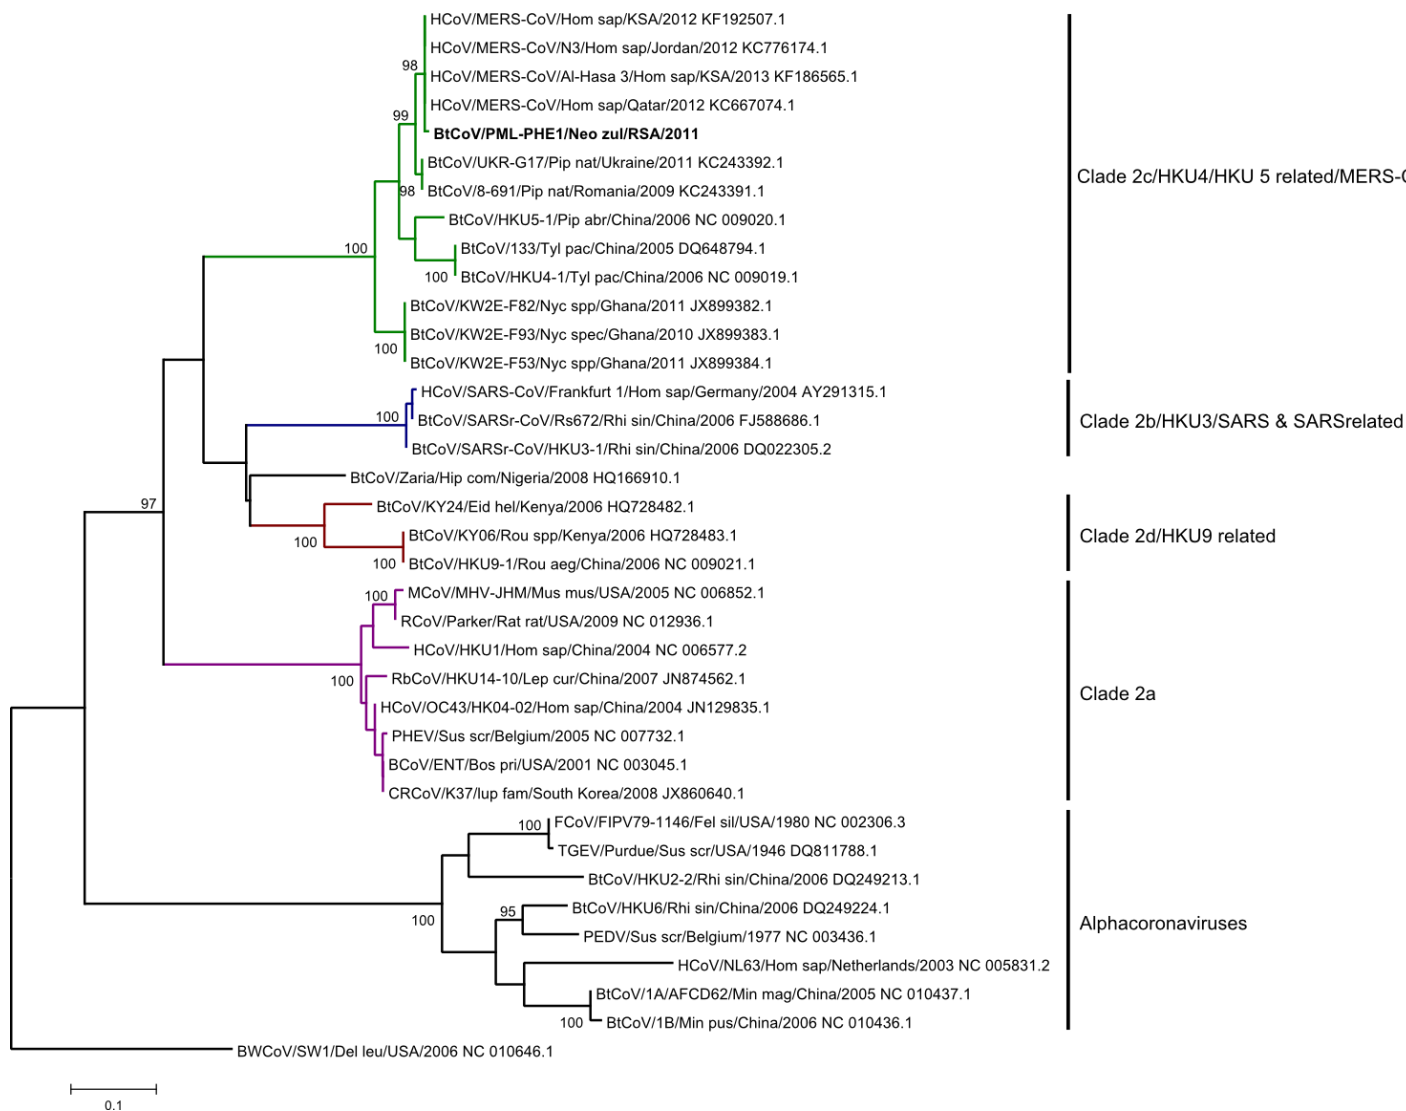 HCoV/MERS-CoV/Hom sap/KSA/2012 KF192507.1
HCoV/MERS-CoV/N3/Hom sap/Jordan/2012 KC776174.1
98
HCoV/MERS-CoV/Al-Hasa 3/Hom sap/KSA/2013 KF186565.1
HCoV/MERS-CoV/Hom sap/Qatar/2012 KC667074.1
99
BtCoV/PML-PHE1/Neo zul/RSA/2011
BtCoV/UKR-G17/Pip nat/Ukraine/2011 KC243392.1
Clade 2c/HKU4/HKU 5 related/MERS-C
98
BtCoV/8-691/Pip nat/Romania/2009 KC243391.1
BtCoV/HKU5-1/Pip abr/China/2006 NC 009020.1
100
BtCoV/133/Tyl pac/China/2005 DQ648794.1
100
BtCoV/HKU4-1/Tyl pac/China/2006 NC 009019.1
BtCoV/KW2E-F82/Nyc spp/Ghana/2011 JX899382.1
BtCoV/KW2E-F93/Nyc spec/Ghana/2010 JX899383.1
100
BtCoV/KW2E-F53/Nyc spp/Ghana/2011 JX899384.1
HCoV/SARS-CoV/Frankfurt 1/Hom sap/Germany/2004 AY291315.1
100
BtCoV/SARSr-CoV/Rs672/Rhi sin/China/2006 FJ588686.1
Clade 2b/HKU3/SARS & SARSrelated
BtCoV/SARSr-CoV/HKU3-1/Rhi sin/China/2006 DQ022305.2
BtCoV/Zaria/Hip com/Nigeria/2008 HQ166910.1
97
BtCoV/KY24/Eid hel/Kenya/2006 HQ728482.1
100
BtCoV/KY06/Rou spp/Kenya/2006 HQ728483.1
Clade 2d/HKU9 related
100
BtCoV/HKU9-1/Rou aeg/China/2006 NC 009021.1
100
MCoV/MHV-JHM/Mus mus/USA/2005 NC 006852.1
RCoV/Parker/Rat rat/USA/2009 NC 012936.1
HCoV/HKU1/Hom sap/China/2004 NC 006577.2
100
RbCoV/HKU14-10/Lep cur/China/2007 JN874562.1
Clade 2a
HCoV/OC43/HK04-02/Hom sap/China/2004 JN129835.1
PHEV/Sus scr/Belgium/2005 NC 007732.1
BCoV/ENT/Bos pri/USA/2001 NC 003045.1
CRCoV/K37/lup fam/South Korea/2008 JX860640.1
100
FCoV/FIPV79-1146/Fel sil/USA/1980 NC 002306.3
TGEV/Purdue/Sus scr/USA/1946 DQ811788.1
BtCoV/HKU2-2/Rhi sin/China/2006 DQ249213.1
100
95
BtCoV/HKU6/Rhi sin/China/2006 DQ249224.1
Alphacoronaviruses
PEDV/Sus scr/Belgium/1977 NC 003436.1
HCoV/NL63/Hom sap/Netherlands/2003 NC 005831.2
BtCoV/1A/AFCD62/Min mag/China/2005 NC 010437.1
100
BtCoV/1B/Min pus/China/2006 NC 010436.1
BWCoV/SW1/Del leu/USA/2006 NC 010646.1
0.1